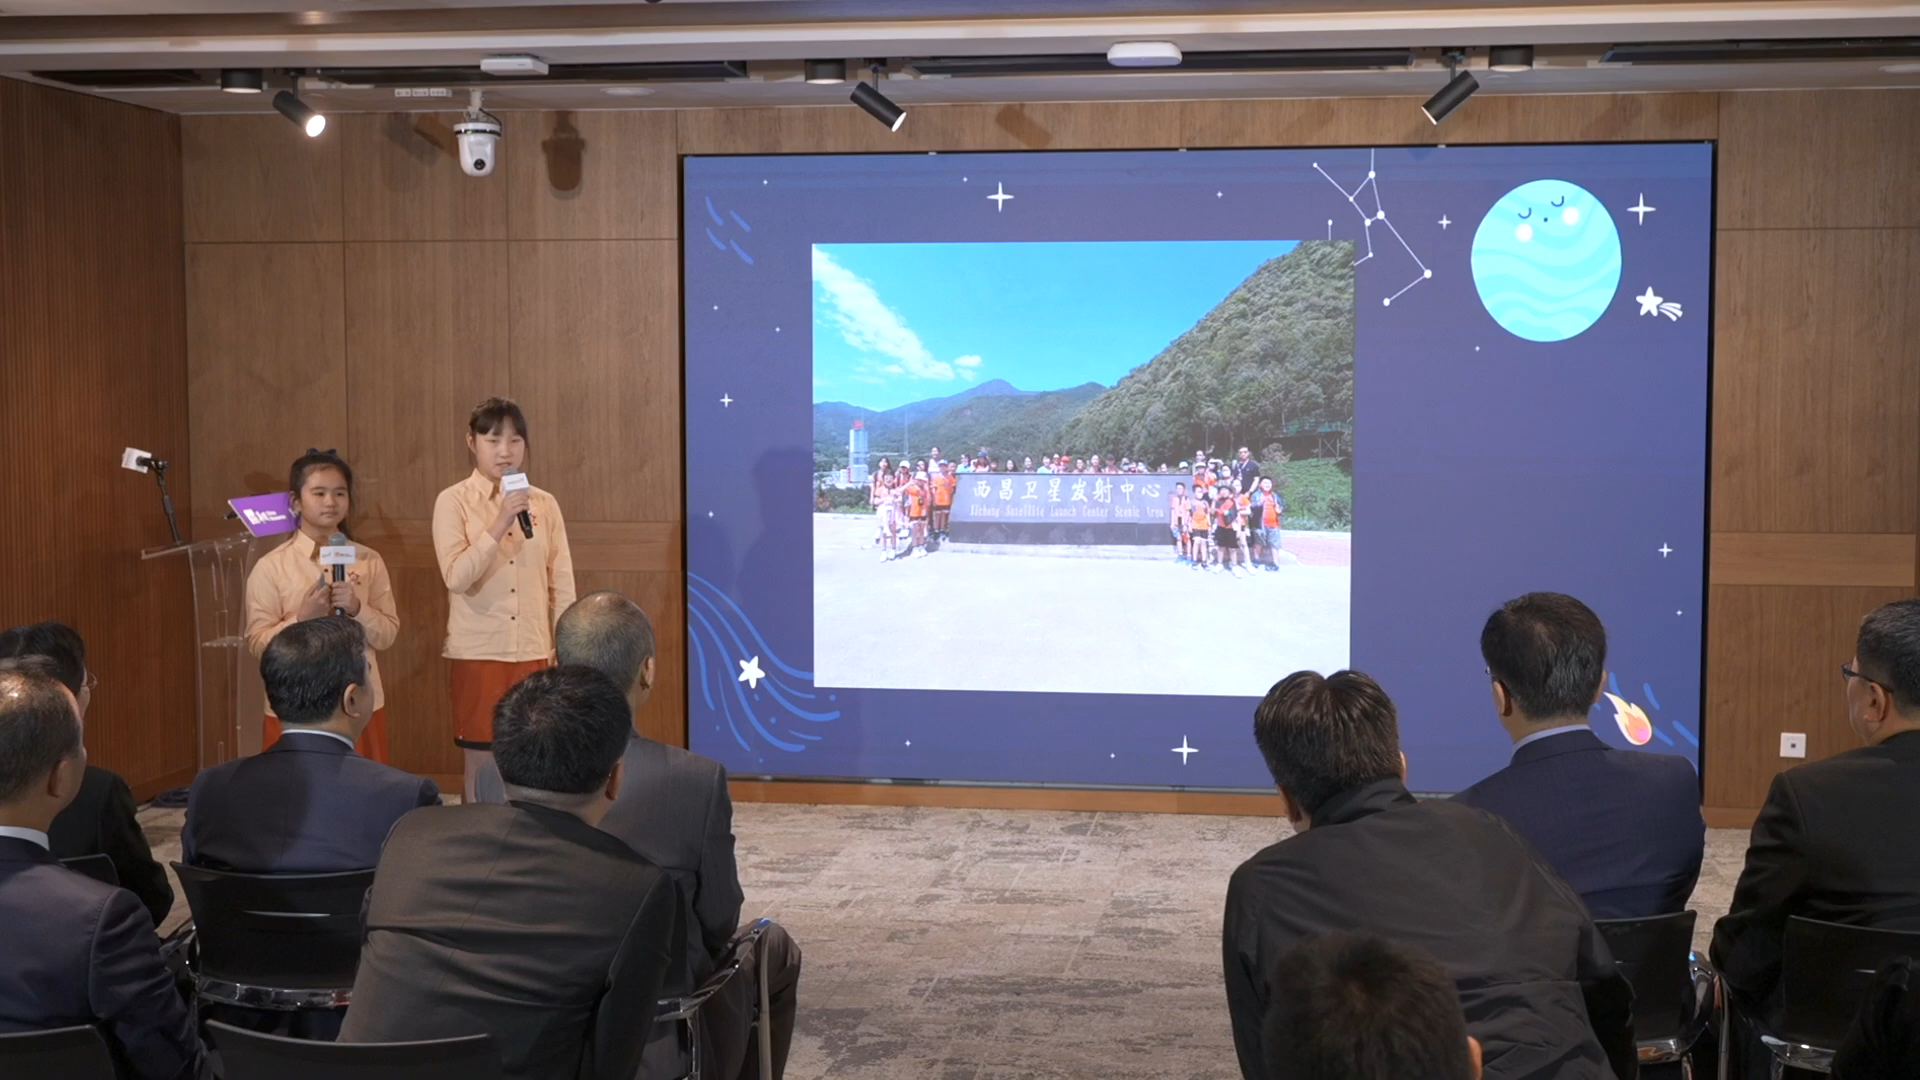 西昌卫星发射中心
Xichang Satellite Launch Center Scenic Area